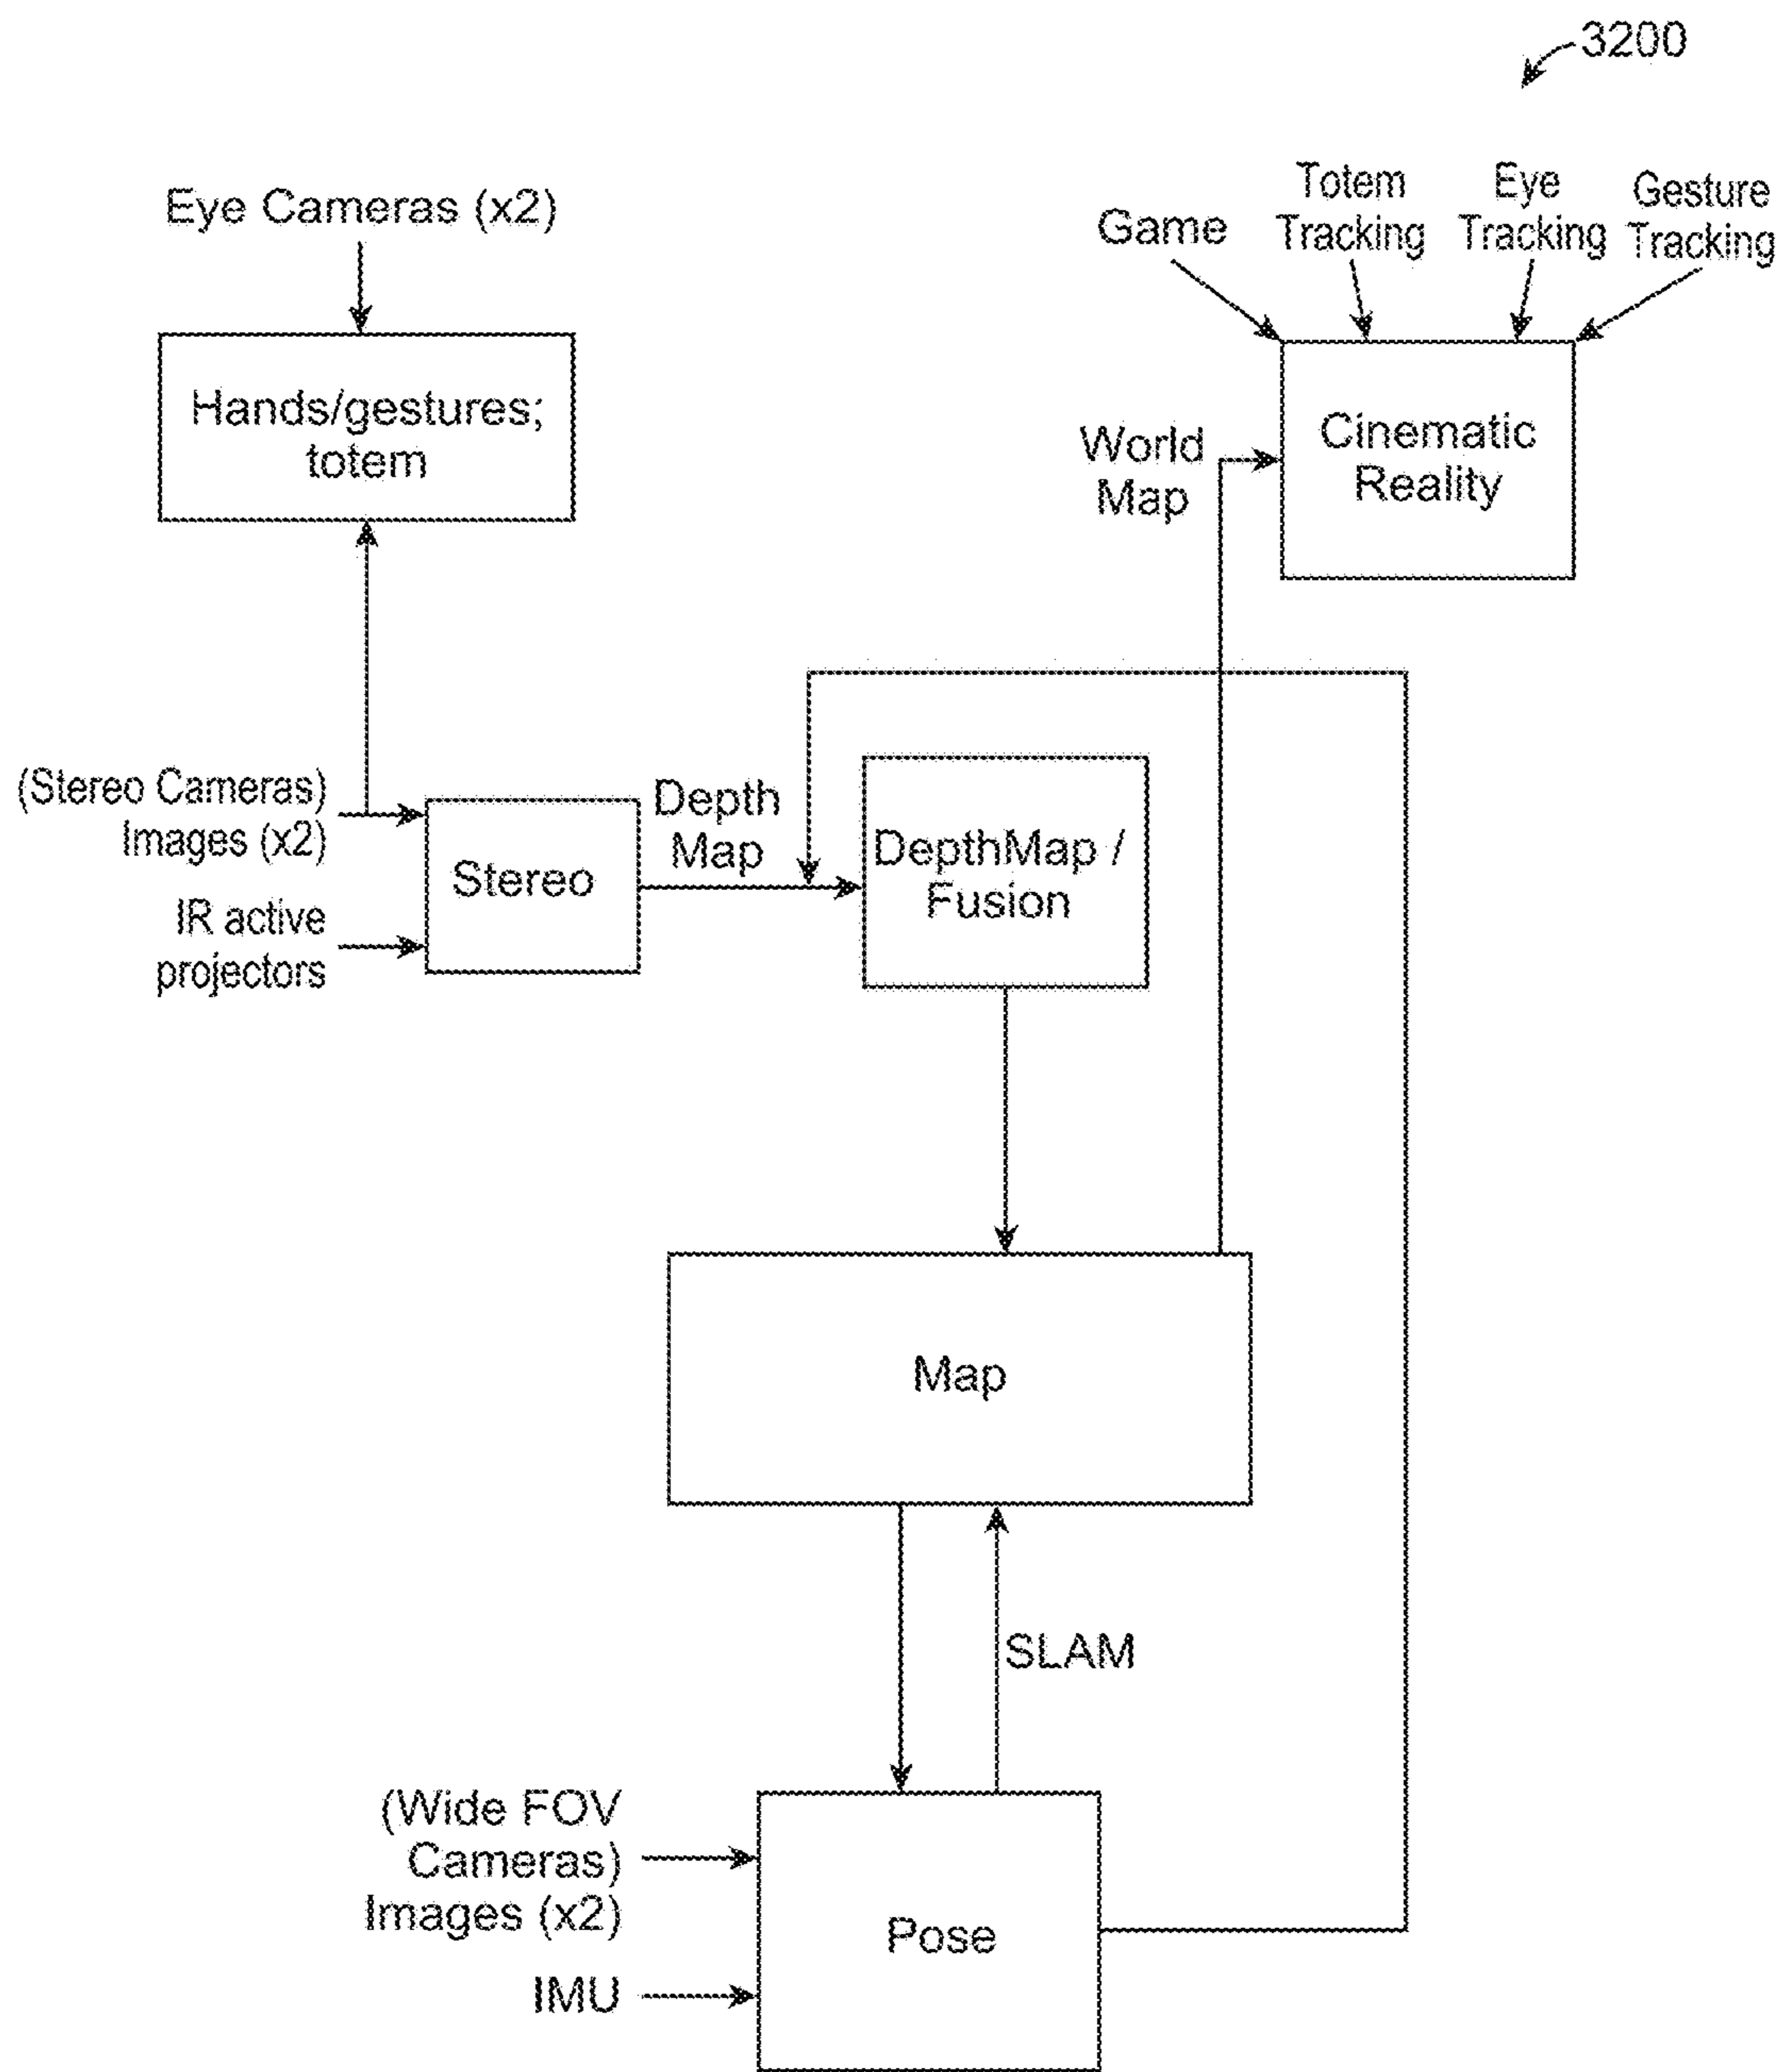 3200
Eye Cameras (x2)
Hands/gestures;
totem
Game
Totem
Tracking
Eye
Tracking
Gesture
Tracking
World
Map
Cinematic
Reality
(Stereo Cameras)
Images (x2)
IR active
projectors
Stereo
Depth
Map
DepthMap /
Fusion
Map
SLAM
(Wide FOV
Cameras)
Images (x2)
IMU
Pose